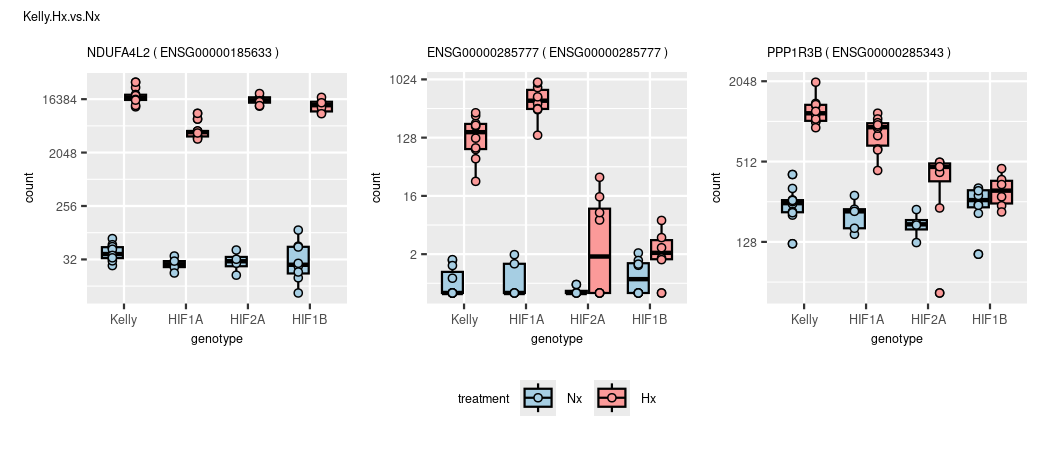 Kelly.Hx.vs.Nx
NDUFA4L2 ( ENSG00000185633 )
count
16384
2048
256
32
Kelly HIF1A HIF2A HIF1B
genotype
ENSG00000285777 ( ENSG00000285777 )
count
1024
128
16
2
Kelly HIF1A HIF2A HIF1B
genotype
PPP1R3B ( ENSG00000285343 )
count
2048
512
128
Kelly HIF1A HIF2A HIF1B
genotype
treatment Nx Hx